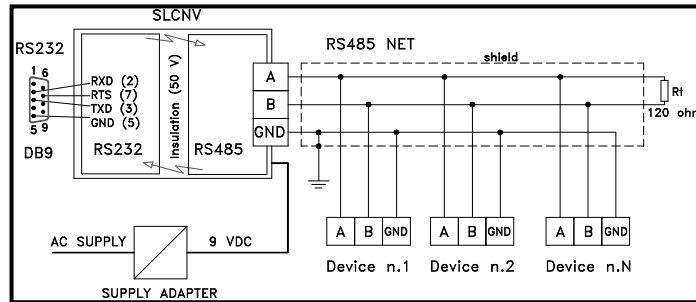 SLCNV
RS485 NET
RS232
shield
1 6
RXD (2)
RTS (7)
TXD (3)
GND (5)
5 9
DB9
RS232
Insulation (50 V)
RS485
A
B
GND
Rt
120 ohm
A B GND
A B GND
A B GND
Device n.1
Device n.2
Device n.N
AC SUPPLY
9 VDC
SUPPLY ADAPTER